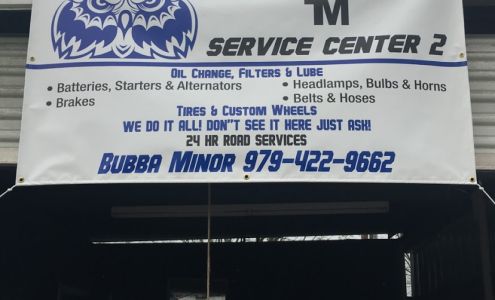 TM
SERVICE CENTER 2
OIL CHANGE, FILTERS & LUBE
• Batteries, Starters & Alternators
• Headlamps, Bulbs & Horns
• Brakes
• Belts & Hoses
TIRES & CUSTOM WHEELS
WE DO IT ALL! DON"T SEE IT HERE JUST ASK!
24 HR ROAD SERVICES
BUBBA MINOR 979-422-9662